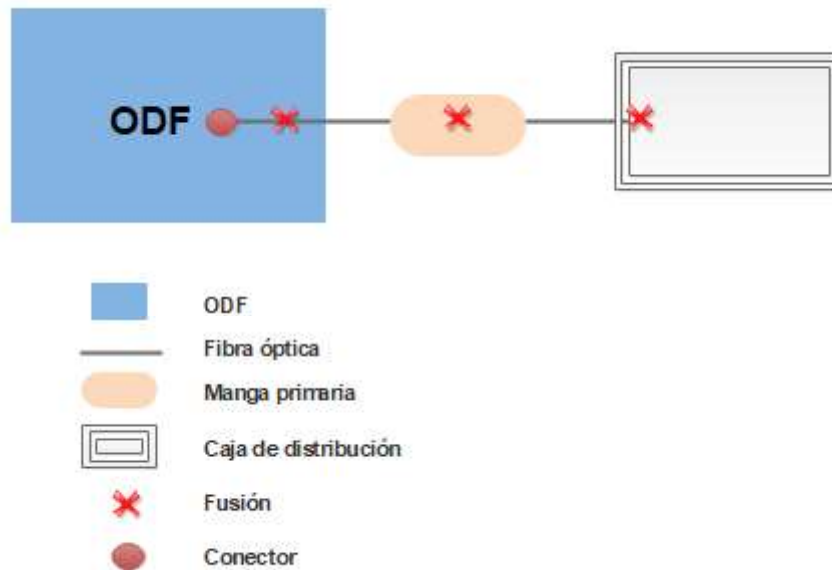 ODF
ODF
Fibra óptica
Manga primaria
Caja de distribución
Fusión
Conector